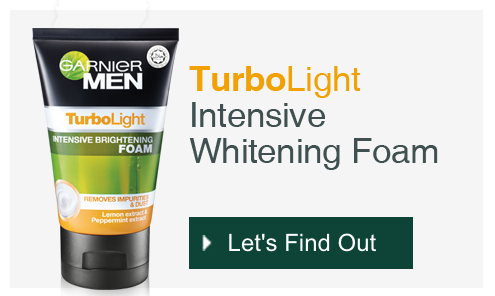 GARNIER
MEN
TurboLight
INTENSIVE BRIGHTENING
FOAM
REMOVES IMPURITIES
& DUST
Lemon extract &
Peppermint extract
TurboLight
Intensive
Whitening Foam
Let's Find Out